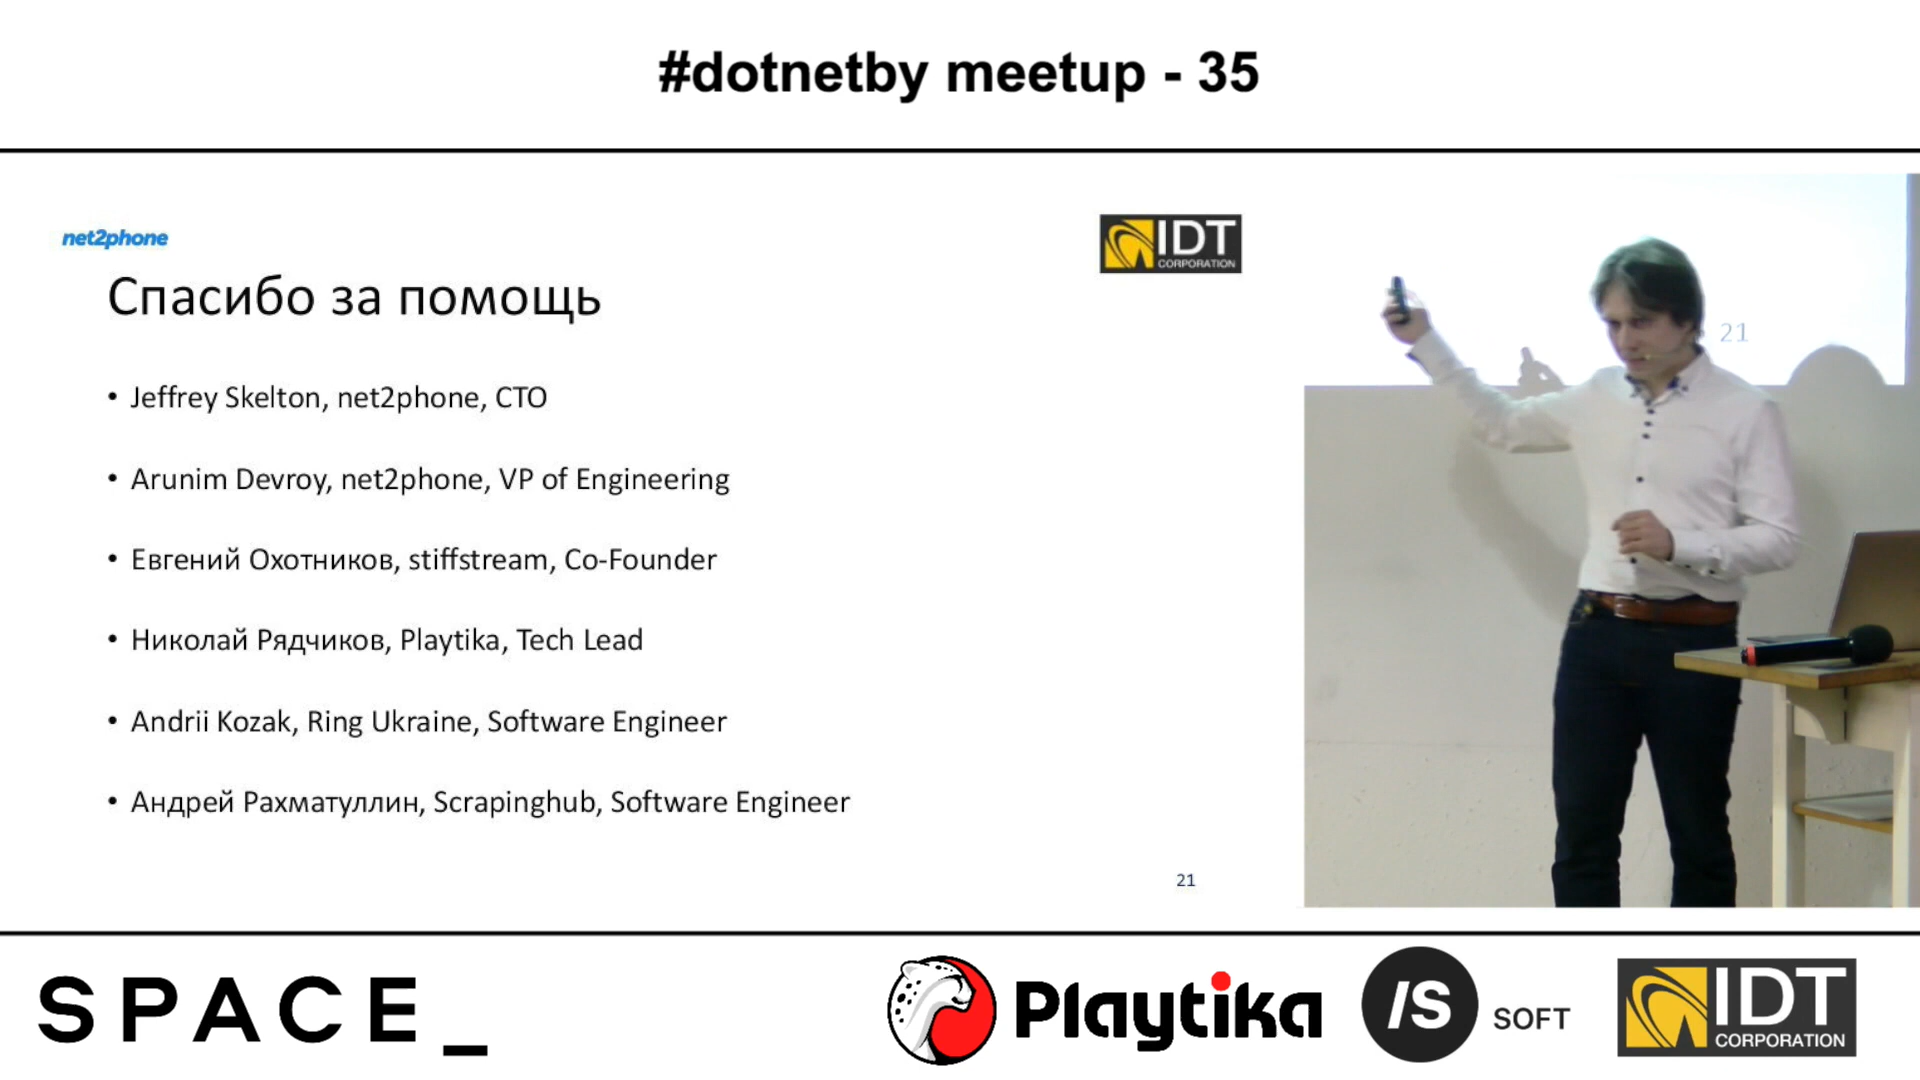 #dotnetby meetup - 35
net2phone
IDT
CORPORATION
Спасибо за помощь
• Jeffrey Skelton, net2phone, CTO
• Arunim Devroy, net2phone, VP of Engineering
• Евгений Охотников, stiffstream, Co-Founder
• Николай Рядчиков, Playtika, Tech Lead
• Andrii Kozak, Ring Ukraine, Software Engineer
• Андрей Рахматуллин, Scrapinghub, Software Engineer
21
21
SPACE_
Playtika
/S SOFT
IDT
CORPORATION